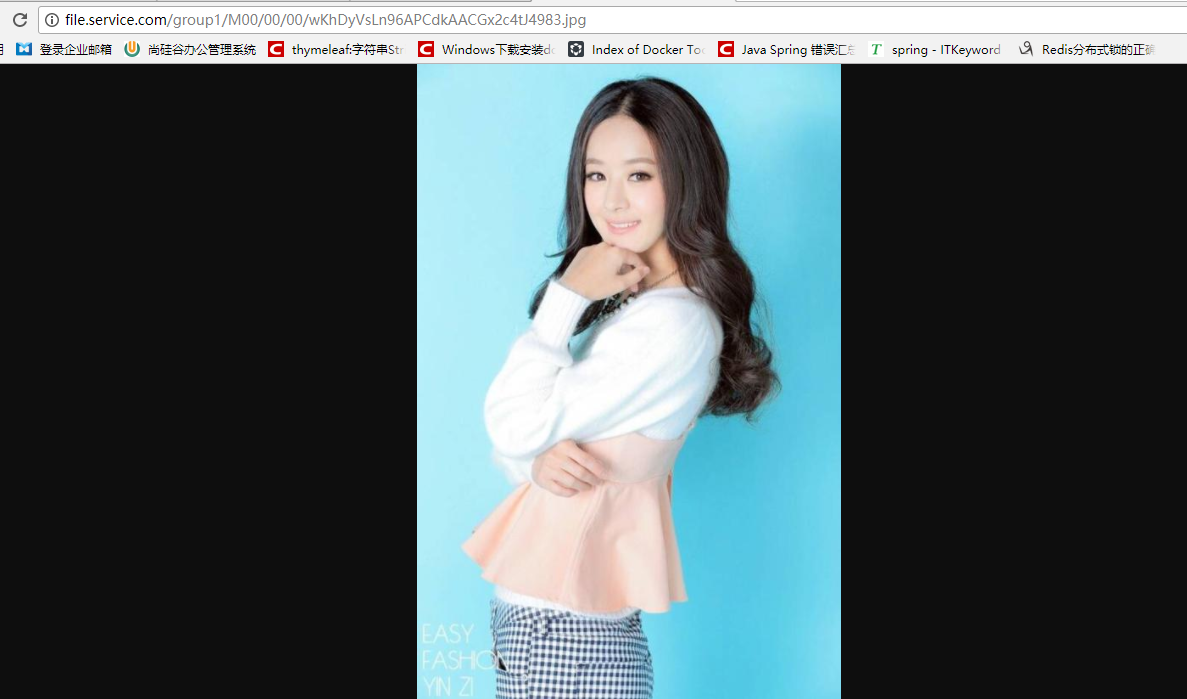 file.service.com/group1/M00/00/00/wKhDyVsLn96APCdkAACGx2c4tJ4983.jpg
登录企业邮箱 尚硅谷办公管理系统 thymeleaf:字符串Str Windows下载安装do Index of Docker Too Java Spring 错误汇总 spring - ITKeyword Redis分布式锁的正确
EASY
FASHION
YIN ZI